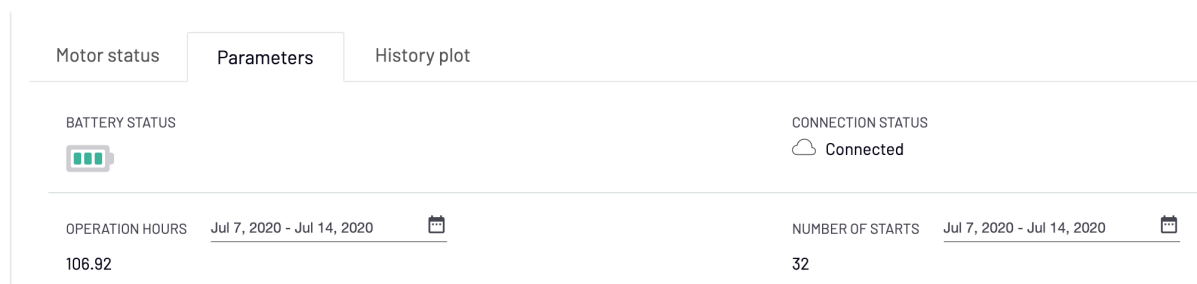 Motor status Parameters History plot
BATTERY STATUS
CONNECTION STATUS
Connected
OPERATION HOURS Jul 7, 2020 - Jul 14, 2020
106.92
NUMBER OF STARTS Jul 7, 2020 - Jul 14, 2020
32